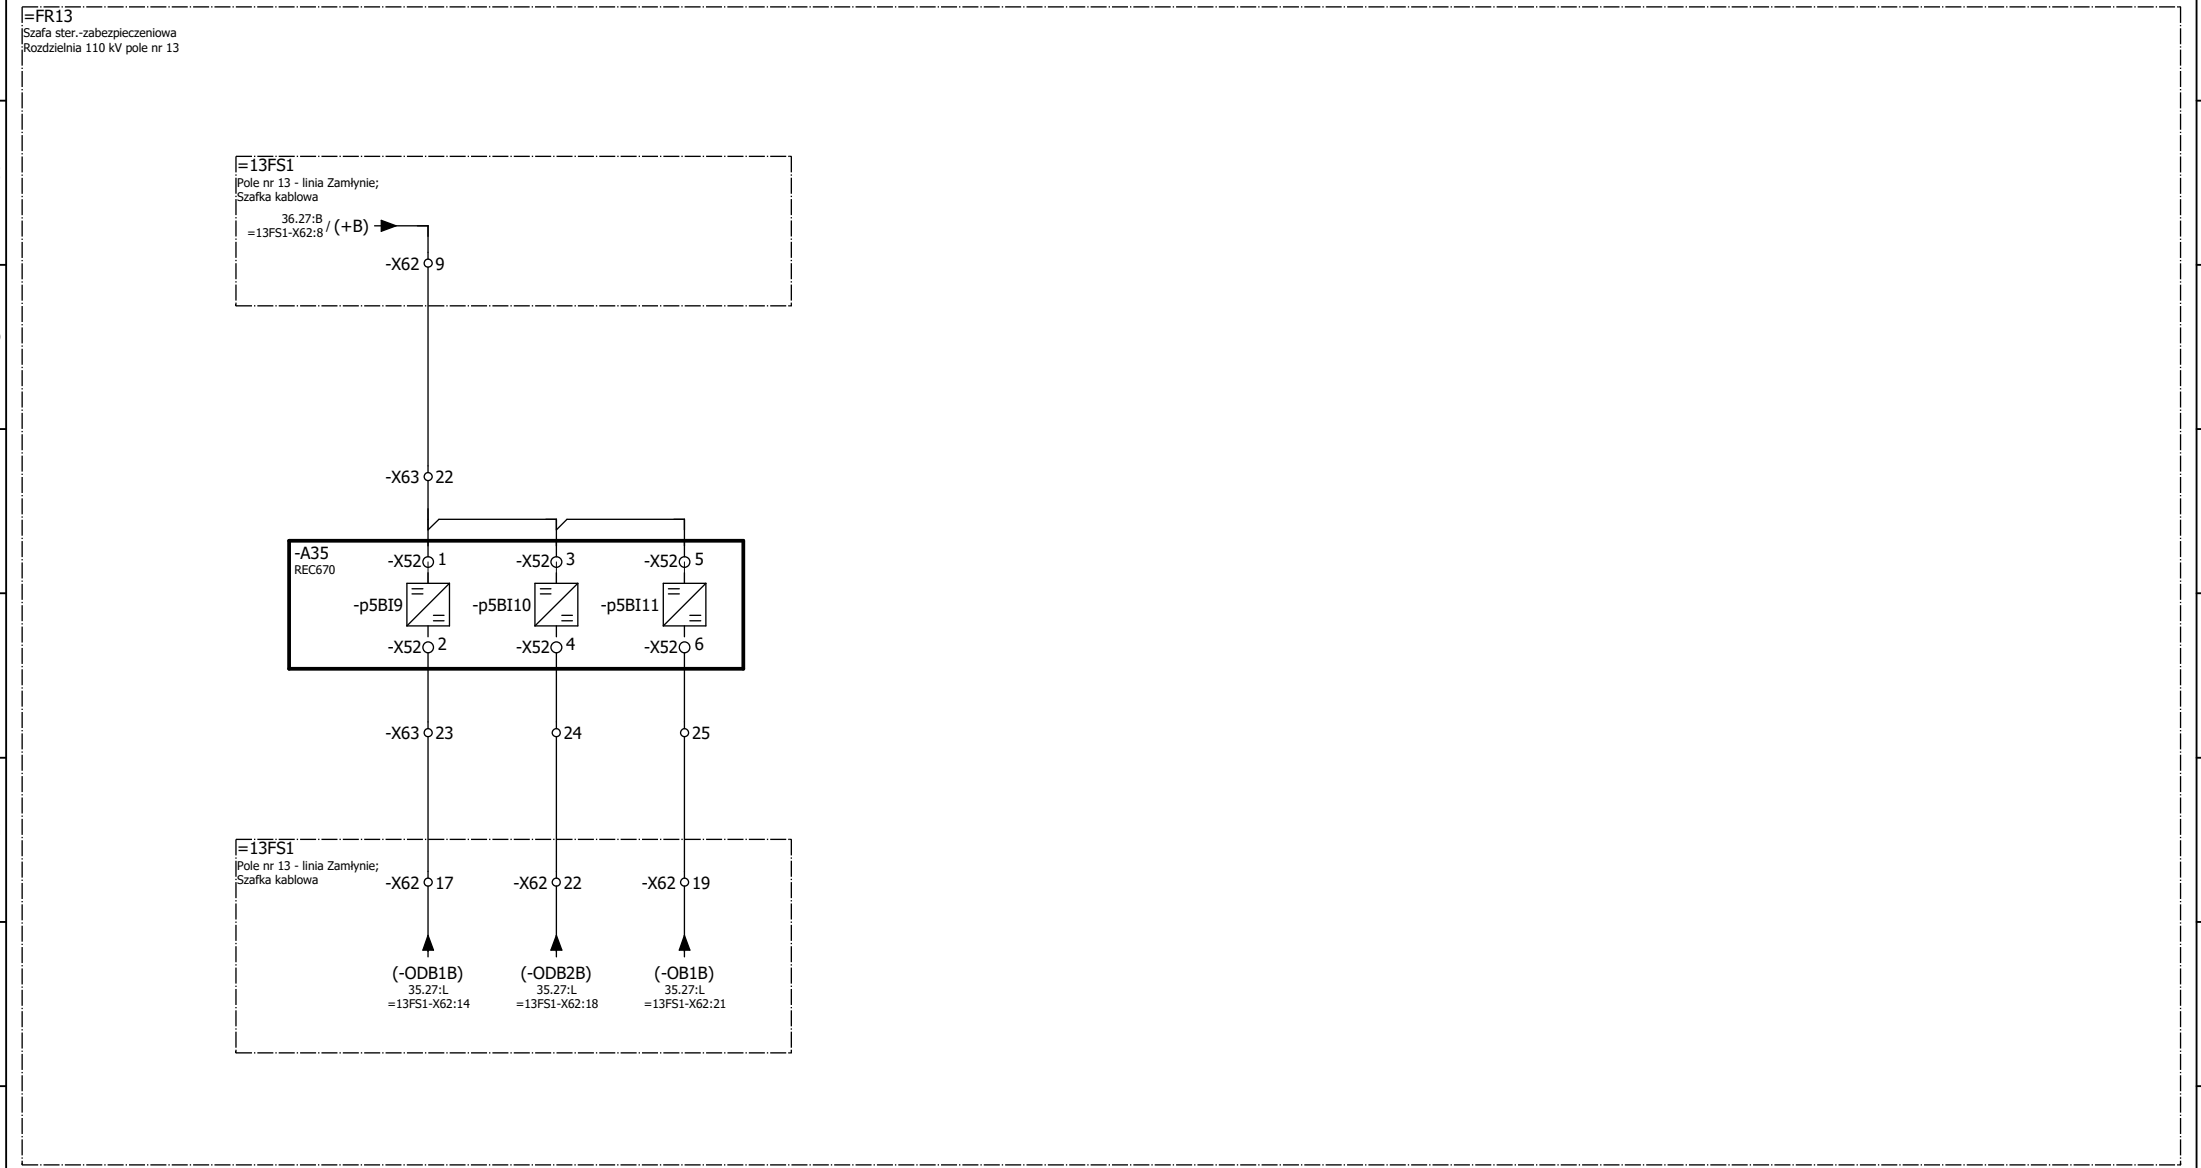 =FR13
Szafa ster.-zabezpieczeniowa
Rozdzielnia 110 kV pole nr 13
=13FS1
Pole nr 13 - linia Zamłynie;
Szafka kablowa
36.27:B
=13FS1-X62:8 / (+B)
-X62 9
-X63 22
-A35
REC670
-X52 1 -X52 3 -X52 5
-p5BI9 -p5BI10 -p5BI11
-X52 2 -X52 4 -X52 6
-X63 23 24 25
=13FS1
Pole nr 13 - linia Zamłynie;
Szafka kablowa
-X62 17 -X62 22 -X62 19
(-ODB1B) (-ODB2B) (-OB1B)
35.27:L 35.27:L 35.27:L
=13FS1-X62:14 =13FS1-X62:18 =13FS1-X62:21